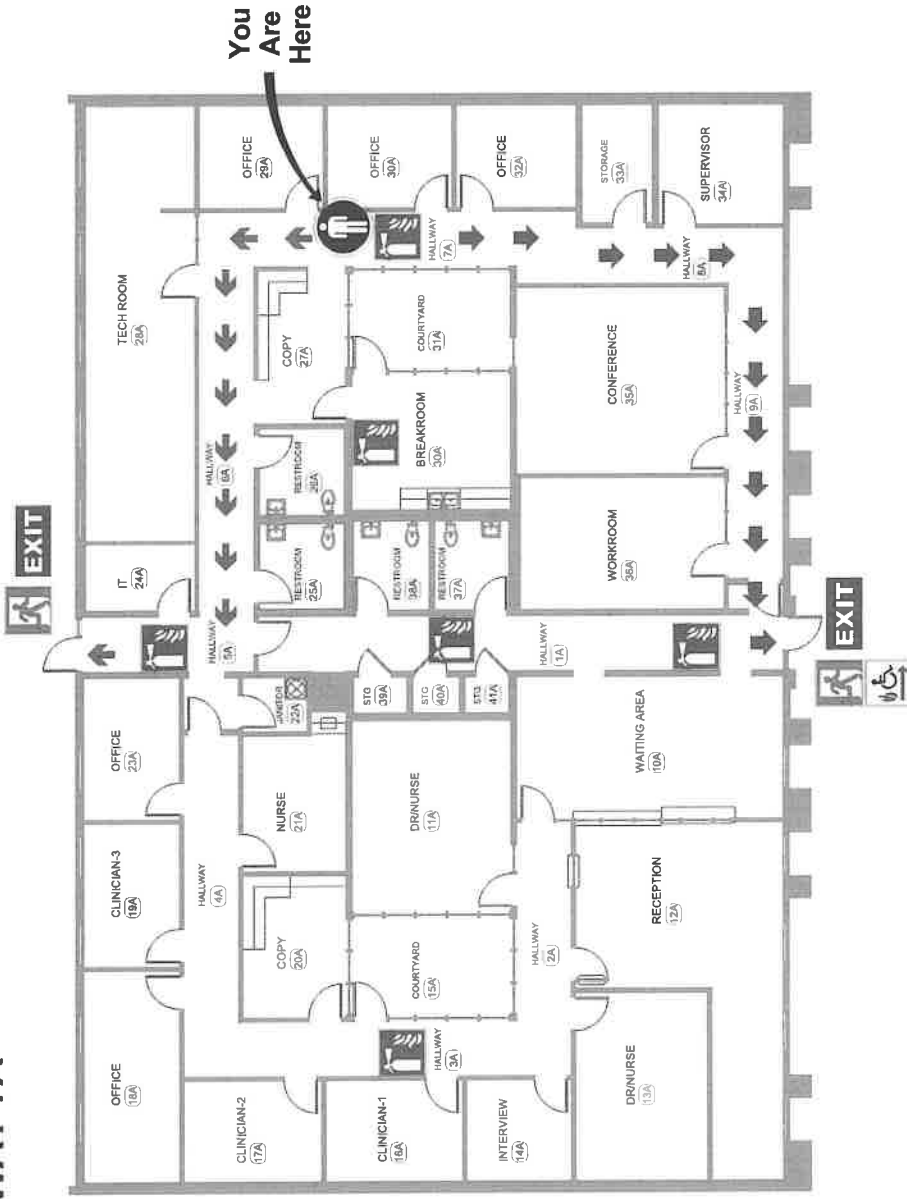 OFFICE
18A
CLINICIAN-3
19A
OFFICE
23A
IT
24A
TECH ROOM
28A
EXIT
HALLWAY
4A
HALLWAY
5A
HALLWAY
6A
CLINICIAN-2
17A
COPY
20A
NURSE
21A
JANITOR
22A
RESTROOM
25A
RESTROOM
26A
COPY
27A
OFFICE
29A
You
Are
Here
CLINICIAN-1
16A
COURTYARD
15A
DR/NURSE
11A
STG
39A
STG
40A
STG
41A
RESTROOM
38A
RESTROOM
37A
BREAKROOM
30A
COURTYARD
31A
OFFICE
30A
HALLWAY
3A
HALLWAY
7A
INTERVIEW
14A
HALLWAY
2A
HALLWAY
1A
OFFICE
32A
DR/NURSE
13A
RECEPTION
12A
WAITING AREA
10A
WORKROOM
36A
CONFERENCE
35A
STORAGE
33A
HALLWAY
8A
SUPERVISOR
34A
HALLWAY
9A
EXIT